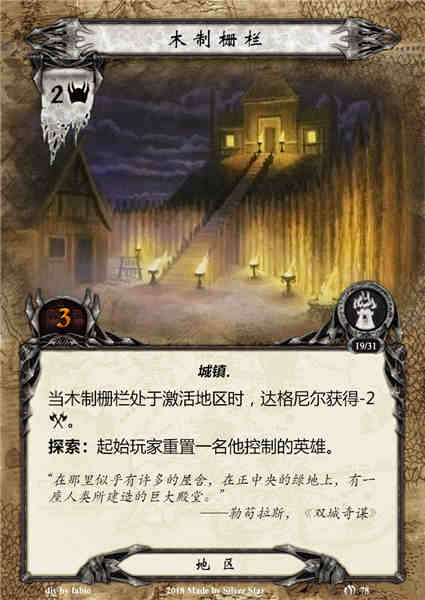 木制栅栏
2
3
19/31
城镇.
当木制栅栏处于激活地区时，达格尼尔获得-2
。
探索：起始玩家重置一名他控制的英雄。
“在那里似乎有许多的屋舍，在正中央的绿地上，有一
座人类所建造的巨大殿堂。”
——勒苟拉斯，《双城奇谋》
地区
diy by fabio
2018 Made by Silver Star
78